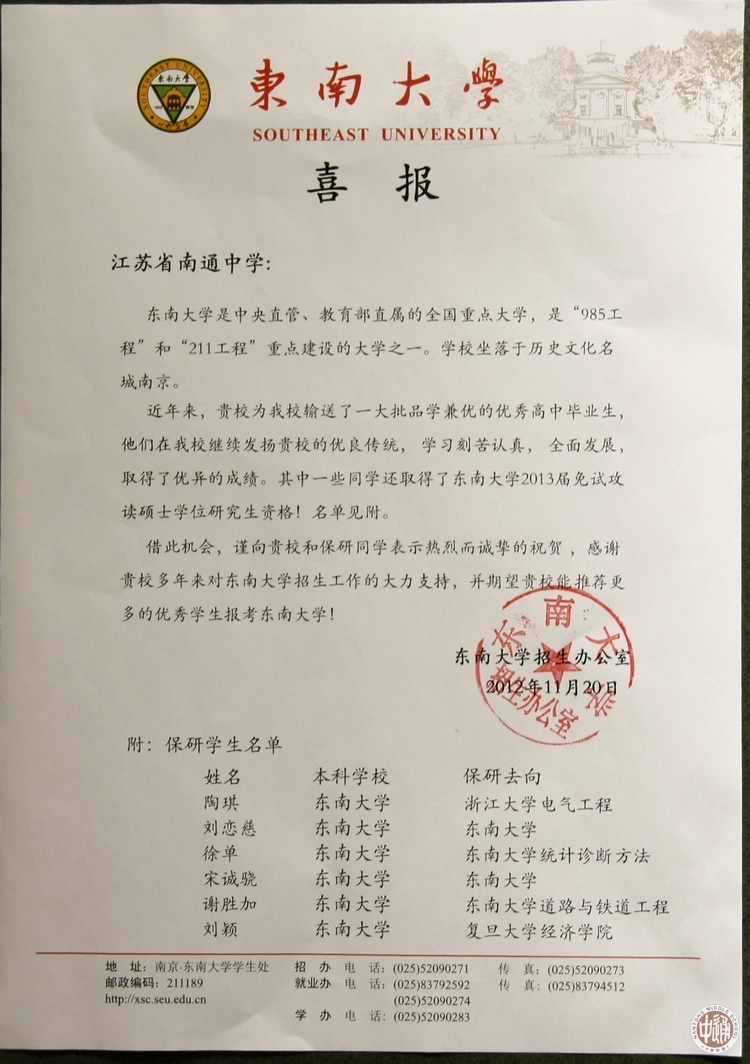 東南大學
SOUTHEAST UNIVERSITY
喜报
江苏省南通中学:
东南大学是中央直管、教育部直属的全国重点大学，是“985工
程”和“211工程”重点建设的大学之一。学校坐落于历史文化名
城南京。
近年来，贵校为我校输送了一大批品学兼优的优秀高中毕业生，
他们在我校继续发扬贵校的优良传统， 学习刻苦认真， 全面发展，
取得了优异的成绩。其中一些同学还取得了东南大学2013届免试攻
读硕士学位研究生资格！名单见附。
借此机会，谨向贵校和保研同学表示热烈而诚挚的祝贺 ，感谢
贵校多年来对东南大学招生工作的大力支持，并期望贵校能推荐更
多的优秀学生报考东南大学！
东南大学招生办公室
2012年11月20日
东南大学
招生办公室
附：保研学生名单
姓名 本科学校 保研去向
陶琪 东南大学 浙江大学电气工程
刘恋慈 东南大学 东南大学
徐单 东南大学 东南大学统计诊断方法
宋诚骁 东南大学 东南大学
谢胜加 东南大学 东南大学道路与铁道工程
刘颖 东南大学 复旦大学经济学院
地 址：南京·东南大学学生处 招 办 电 话：(025)52090271 传 真：(025)52090273
邮政编码：211189 就业办 电 话：(025)83792592 传 真：(025)83794512
http://xsc.seu.edu.cn (025)52090274
学 办 电 话：(025)52090283